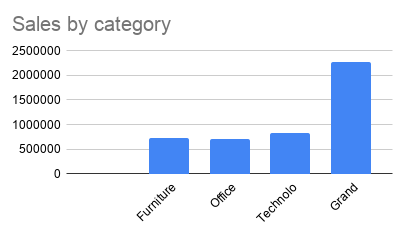 Sales by category
2500000
2000000
1500000
1000000
500000
0
Furniture
Office
Technolo
Grand